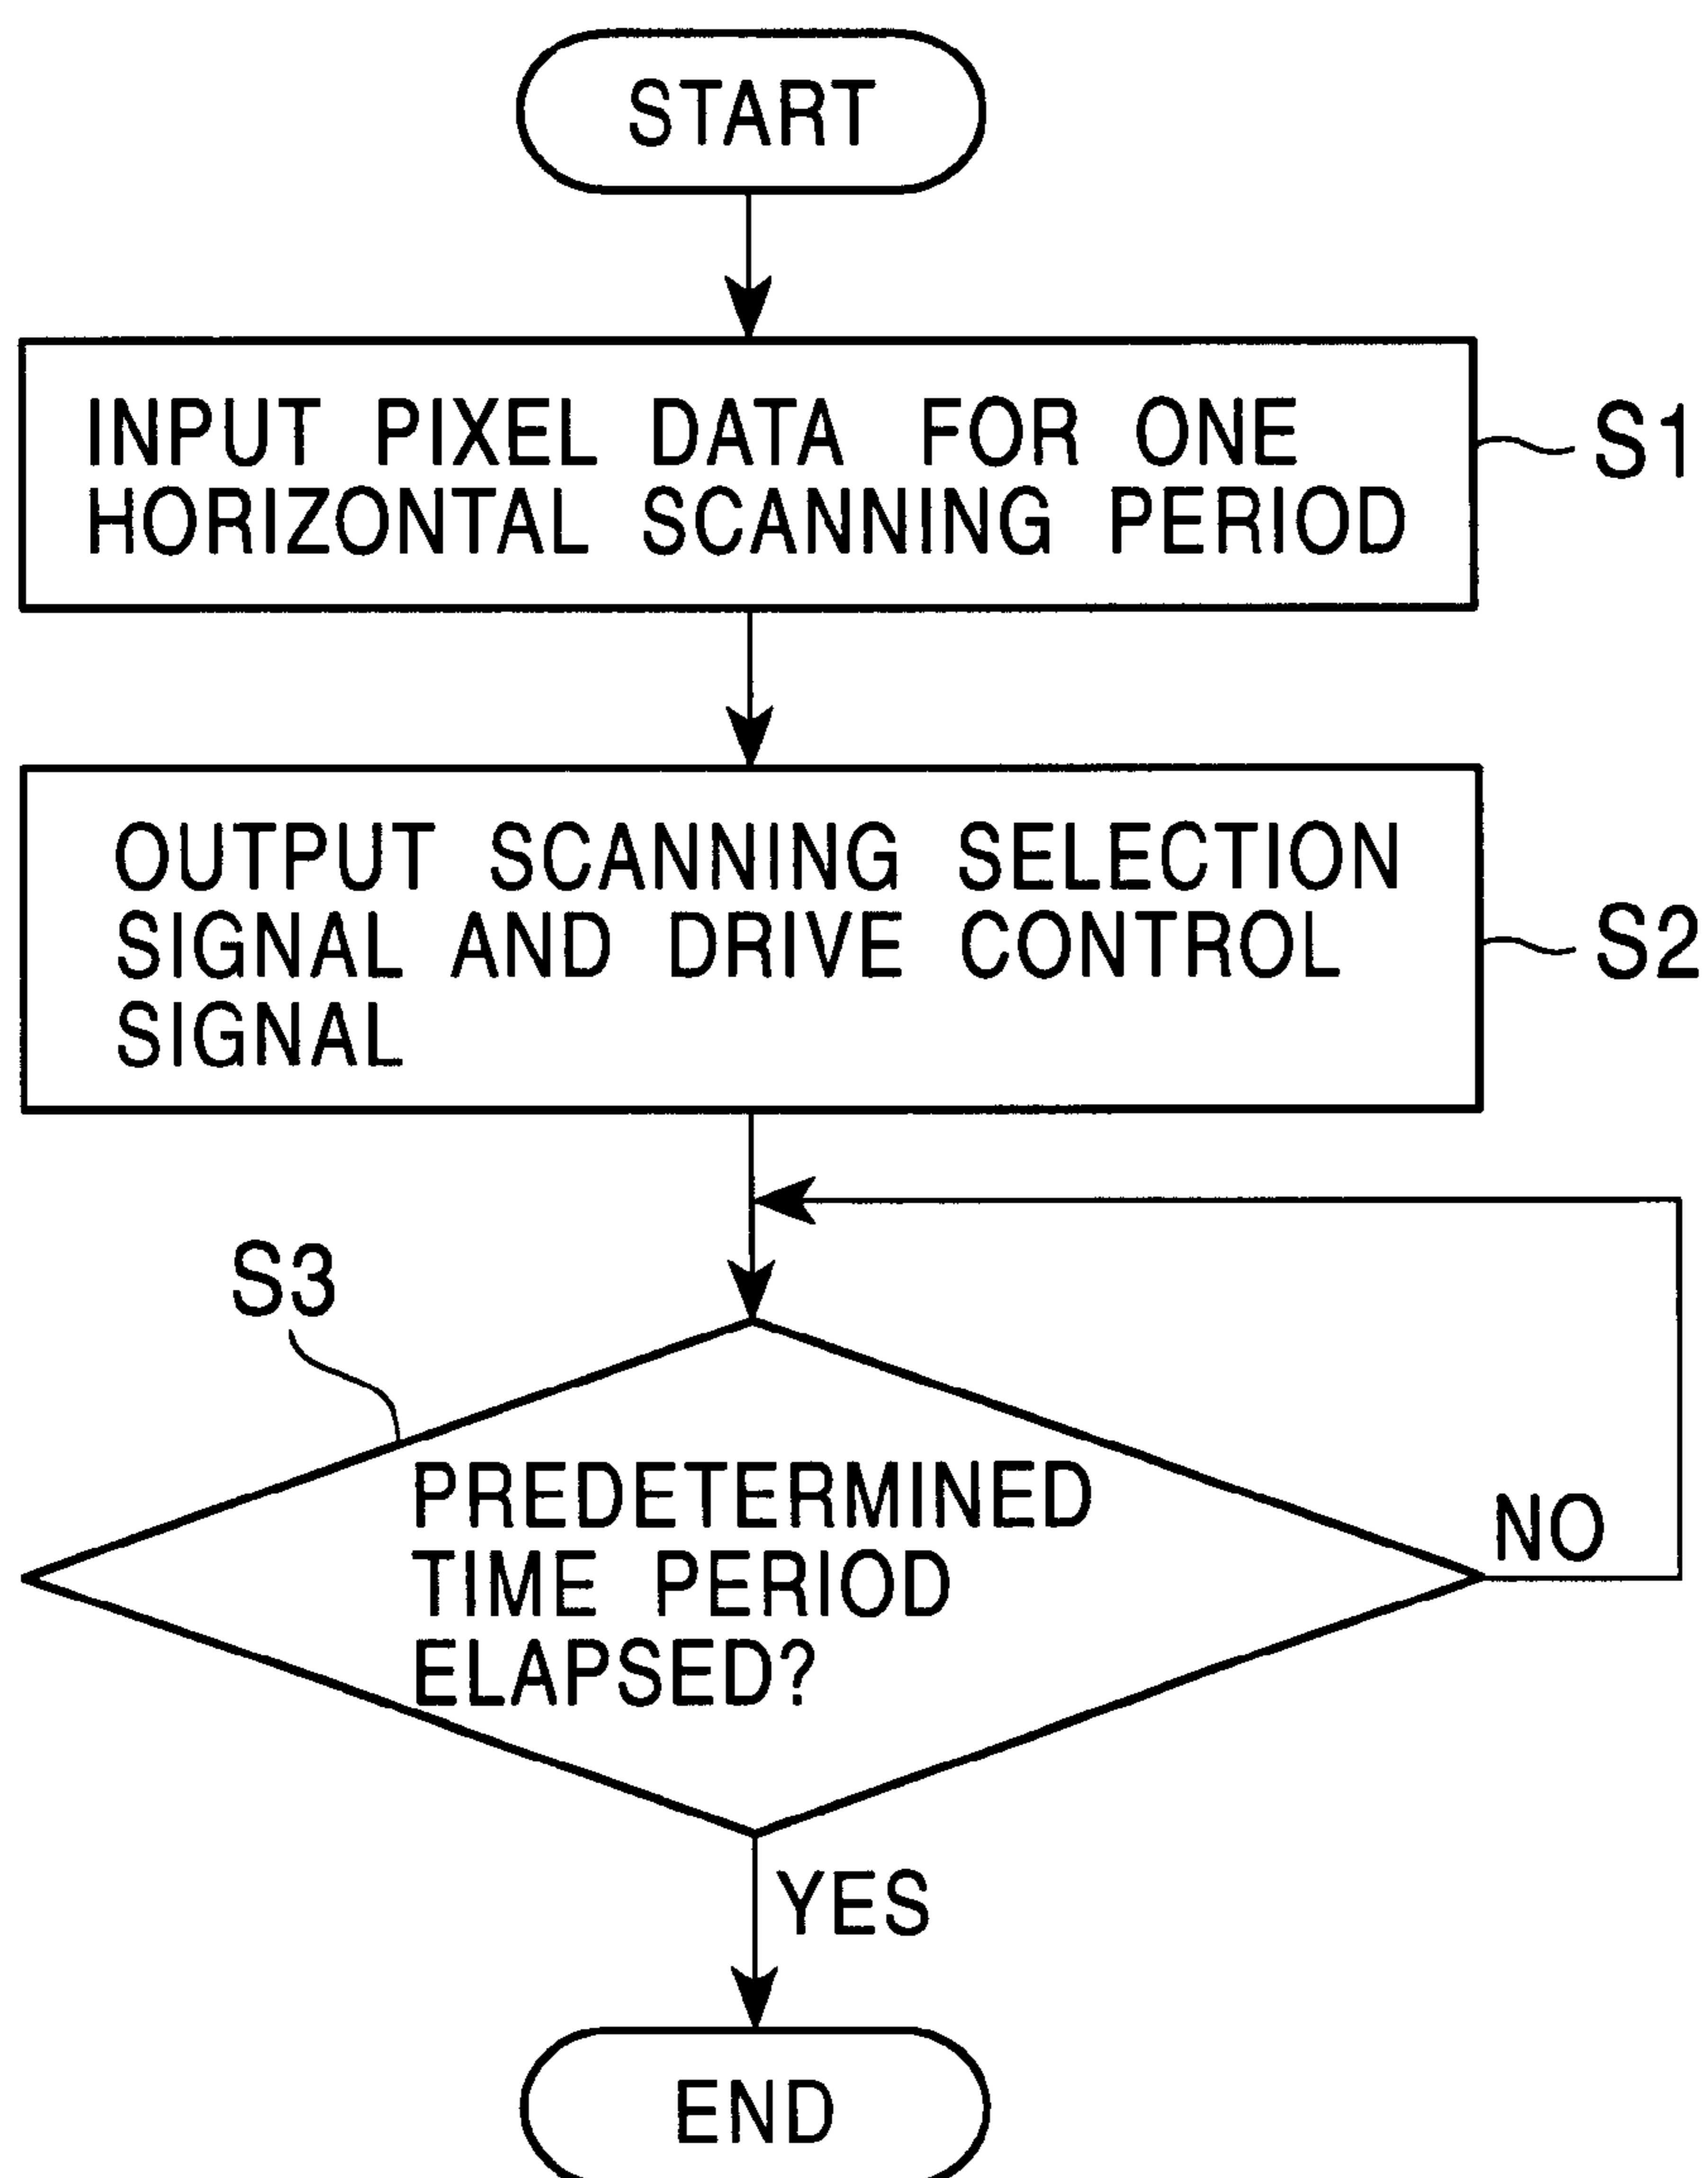 START
INPUT PIXEL DATA FOR ONE
HORIZONTAL SCANNING PERIOD
S1
OUTPUT SCANNING SELECTION
SIGNAL AND DRIVE CONTROL
SIGNAL
S2
S3
PREDETERMINED
TIME PERIOD
ELAPSED?
NO
YES
END